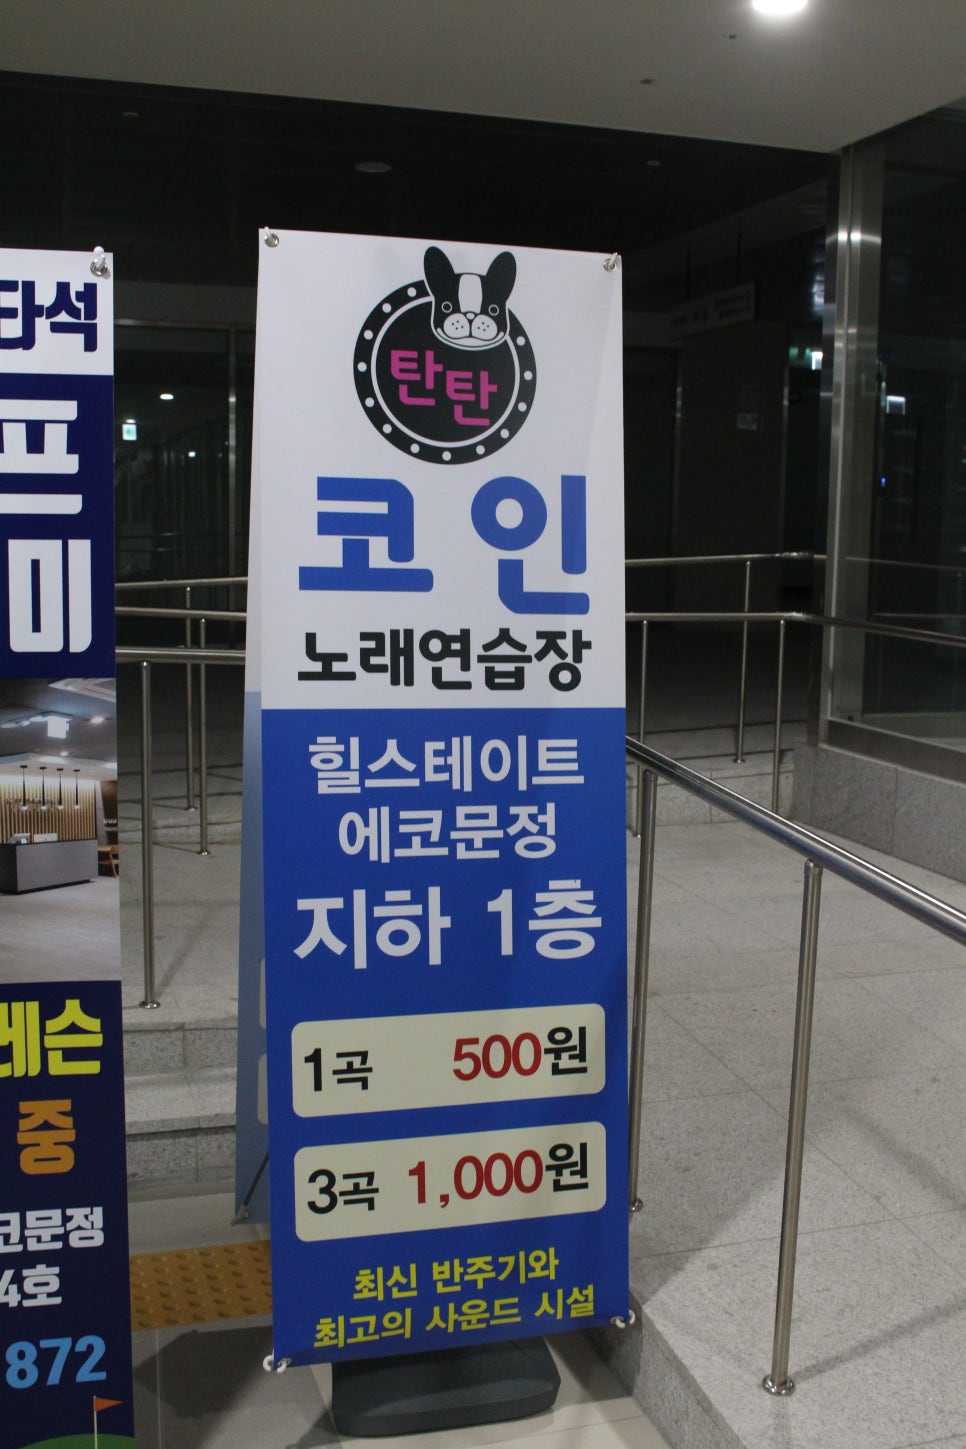 타석
프
미
레슨
중
코문정
4호
872
탄탄
코인
노래연습장
힐스테이트
에코문정
지하 1층
1곡 500원
3곡 1,000원
최신 반주기와
최고의 사운드 시설